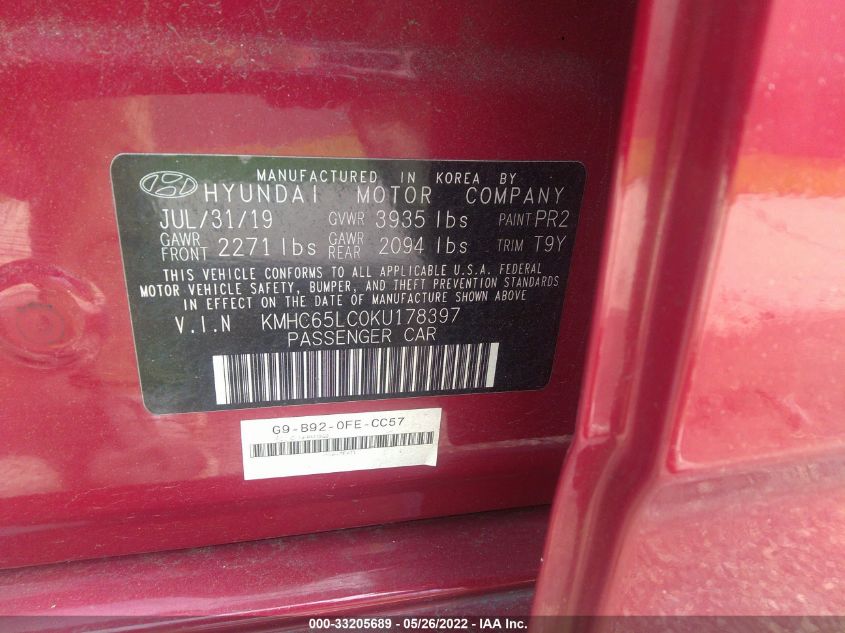 MANUFACTURED IN KOREA BY
HYUNDAI MOTOR COMPANY
JUL/31/19 GVWR 3935 lbs PAINT PR2
GAWR FRONT 2271 lbs GAWR REAR 2094 lbs TRIM T9Y
THIS VEHICLE CONFORMS TO ALL APPLICABLE U.S.A. FEDERAL
MOTOR VEHICLE SAFETY, BUMPER, AND THEFT PREVENTION STANDARDS
IN EFFECT ON THE DATE OF MANUFACTURE SHOWN ABOVE
V.I.N KMHC65LC0KU178397
PASSENGER CAR
G9-B92-0FE-CC57
000-33205689 - 05/26/2022 - IAA Inc.